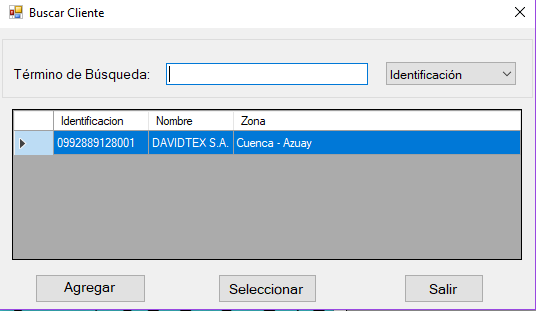 Buscar Cliente
Término de Búsqueda: Identificación
Identificacion Nombre Zona
0992889128001 DAVIDTEX S.A. Cuenca - Azuay
Agregar Seleccionar Salir